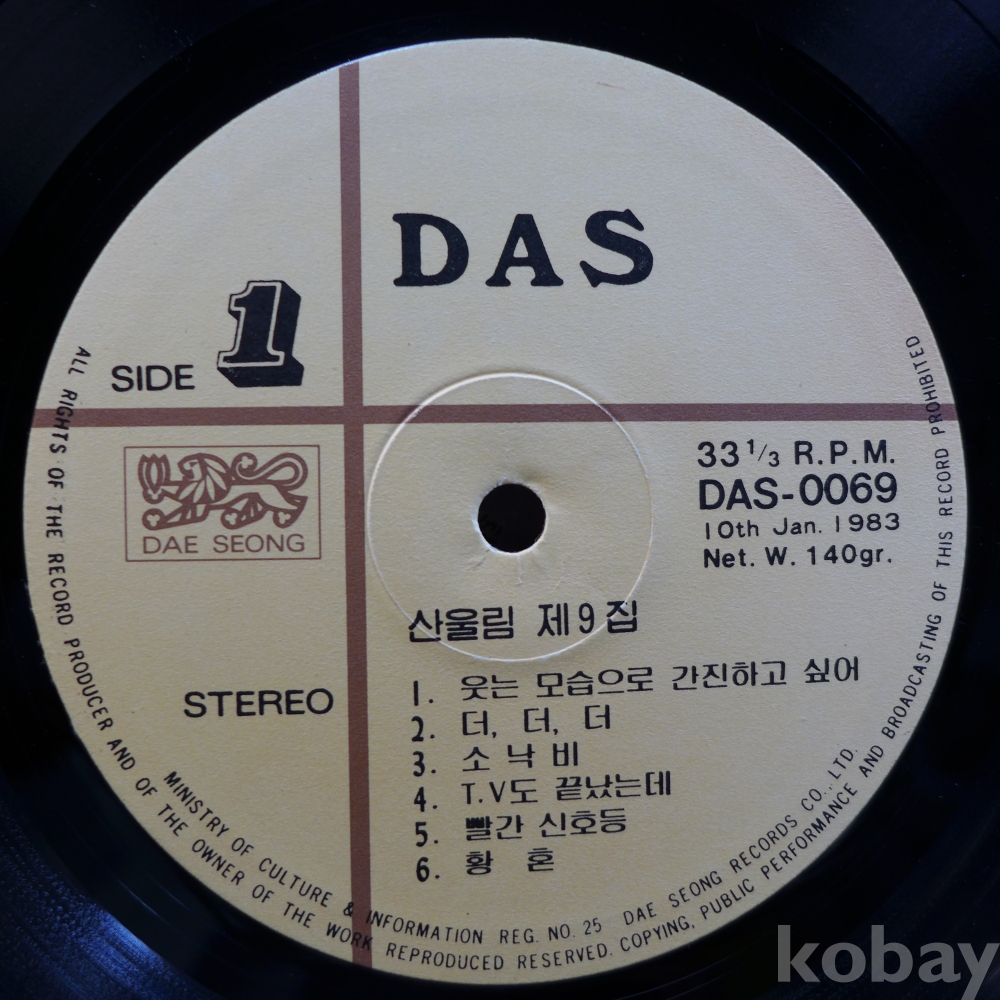 DAS
SIDE 1
DAE SEONG
33 1/3 R.P.M.
DAS-0069
10th Jan. 1983
Net. W. 140gr.
산울림 제9집
STEREO
1. 웃는 모습으로 간진하고 싶어
2. 더, 더, 더
3. 소 낙 비
4. T.V도 끝났는데
5. 빨간 신호등
6. 황 혼
MINISTRY OF CULTURE & INFORMATION REG. NO. 25 DAE SEONG RECORDS CO., LTD.
ALL RIGHTS OF THE RECORD PRODUCER AND OF THE OWNER OF THE WORK REPRODUCED RESERVED. COPYING, PUBLIC PERFORMANCE AND BROADCASTING OF THIS RECORD PROHIBITED
kobay